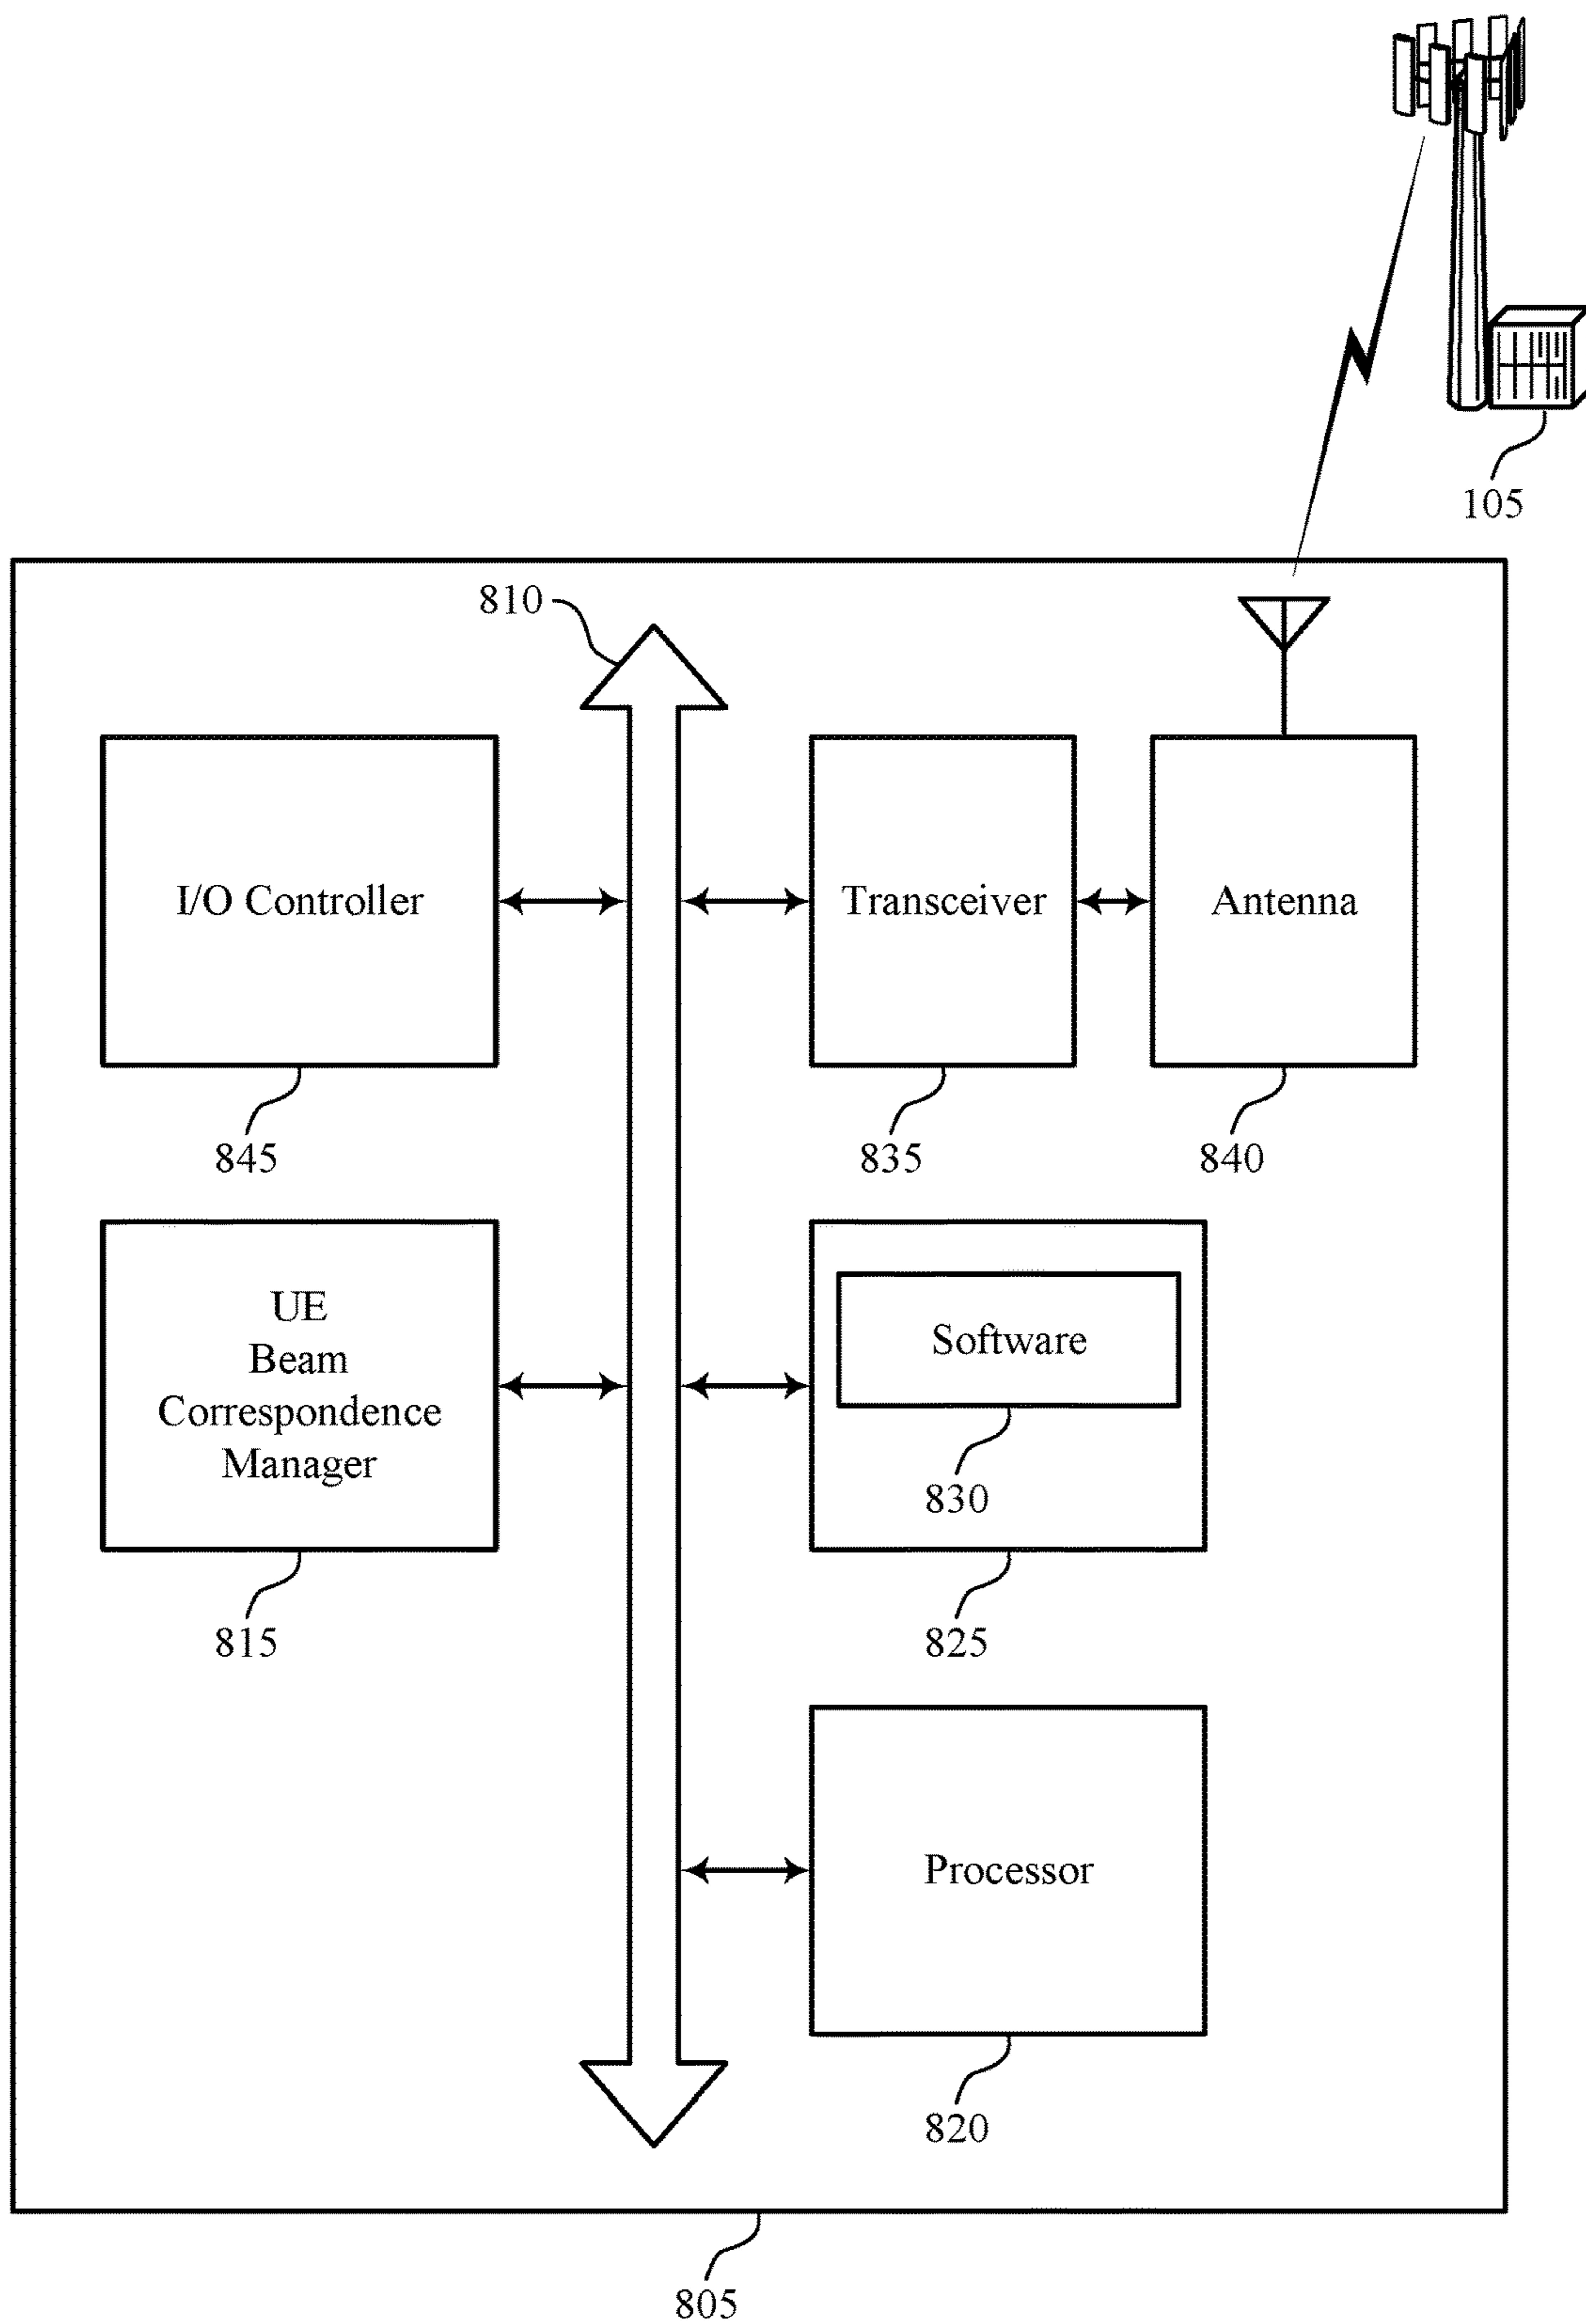 105
810
I/O Controller
Transceiver
Antenna
845
835
840
UE
Beam
Correspondence
Manager
Software
830
815
825
Processor
820
805